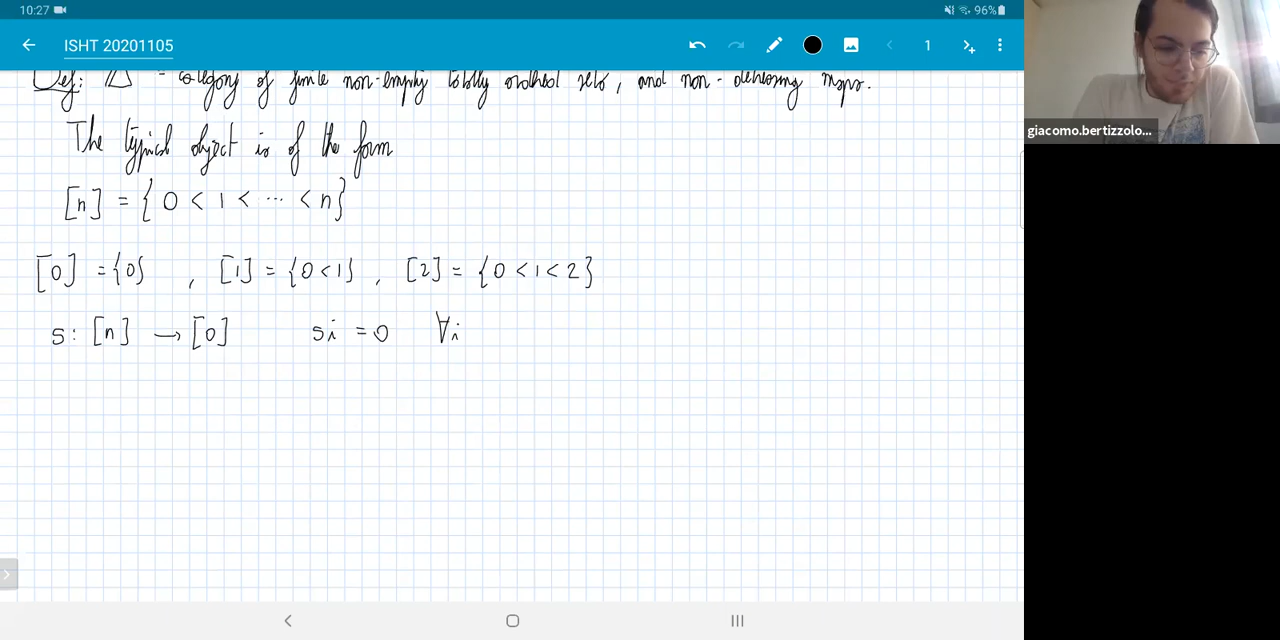 10:27
96%
ISHT 20201105
1
giacomo.bertizzolo...
Def: Δ - category of finite non-empty totally ordered sets, and non-decreasing maps.
The typical object is of the form
[n] = {0 < 1 < ... < n}
[0] = {0} , [1] = {0<1} , [2] = {0<1<2}
s: [n] → [0] si = 0 ∀i